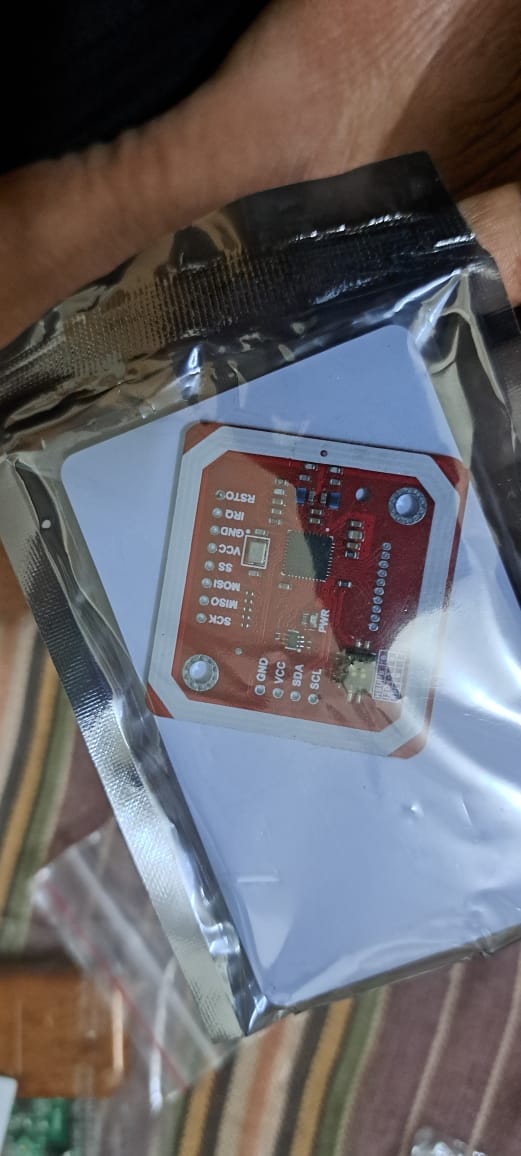 RSTO
IRQ
GND
VCC
SS
MOSI
MISO
SCK
PWR
GND
VCC
SDA
SCL